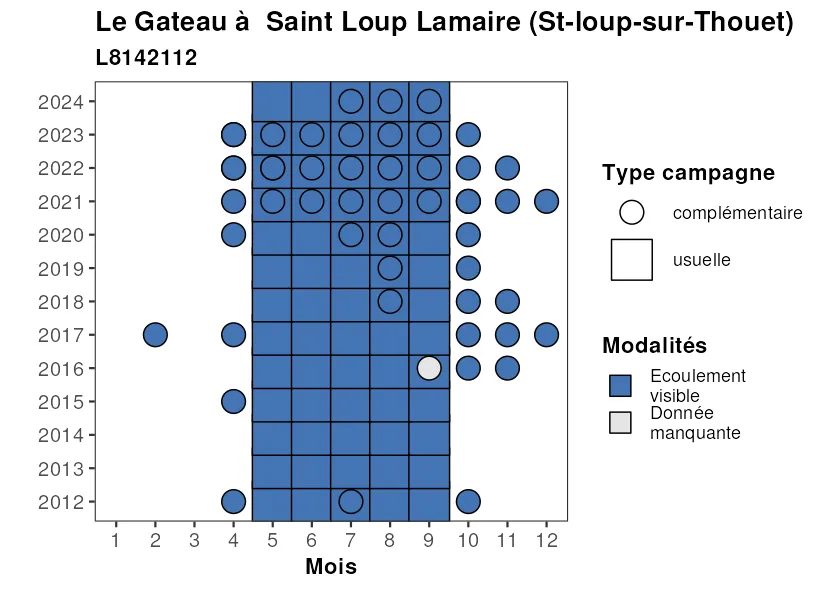 Le Gateau à  Saint Loup Lamaire (St-loup-sur-Thouet)
L8142112
2024
2023
2022
2021
2020
2019
2018
2017
2016
2015
2014
2013
2012
1 2 3 4 5 6 7 8 9 10 11 12
Mois
Type campagne
complémentaire
usuelle
Modalités
Ecoulement
visible
Donnée
manquante